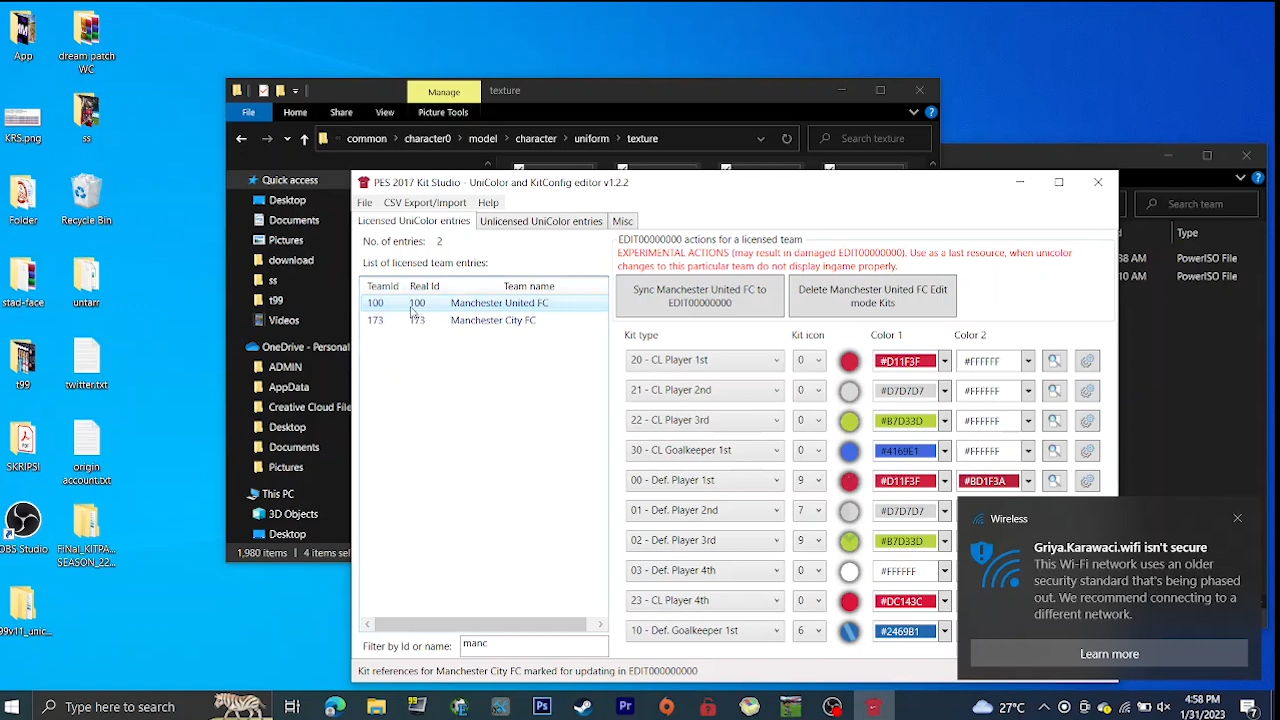 App
dream patch
WC
KRS.png
ss
Folder
Recycle Bin
stad-face
untarr
t99
twitter.txt
SKRIPSI
origin
account.txt
OBS Studio
FiNal_KITPA...
SEASON_22...
Manage
texture
File
Home
Share
View
Picture Tools
common
character0
model
character
uniform
texture
Search texture
Quick access
Desktop
Documents
Pictures
download
ss
t99
Videos
OneDrive - Personal
ADMIN
AppData
Creative Cloud File
Desktop
Documents
Pictures
This PC
3D Objects
Desktop
1,980 items
Search team
Type
PowerISO File
PowerISO File
PES 2017 Kit Studio - UniColor and KitConfig editor v1.2.2
File
CSV Export/Import
Help
Licensed UniColor entries
Unlicensed UniColor entries
Misc
No. of entries: 2
List of licensed team entries:
TeamId Real Id Team name
100 100 Manchester United FC
173 173 Manchester City FC
Filter by Id or name: manc
Kit references for Manchester City FC marked for updating in EDIT00000000
EDIT00000000 actions for a licensed team
EXPERIMENTAL ACTIONS (may result in damaged EDIT00000000). Use as a last resource, when unicolor
changes to this particular team do not display ingame properly.
Sync Manchester United FC to
EDIT00000000
Delete Manchester United FC Edit
mode Kits
Kit type Kit icon Color 1 Color 2
20 - CL Player 1st 0 #D11F3F #FFFFFF
21 - CL Player 2nd 0 #D7D7D7 #FFFFFF
22 - CL Player 3rd 0 #B7D33D #FFFFFF
30 - CL Goalkeeper 1st 0 #4169E1 #FFFFFF
00 - Def. Player 1st 9 #D11F3F #BD1F3A
01 - Def. Player 2nd 7 #D7D7D7
02 - Def. Player 3rd 9 #B7D33D
03 - Def. Player 4th 0 #FFFFFF
23 - CL Player 4th 0 #DC143C
10 - Def. Goalkeeper 1st 6 #2469B1
Wireless
Griya.Karawaci.wifi isn't secure
This Wi-Fi network uses an older
security standard that's being phased
out. We recommend connecting to a
different network.
Learn more
Type here to search
27°C
4:58 PM
1/31/2023